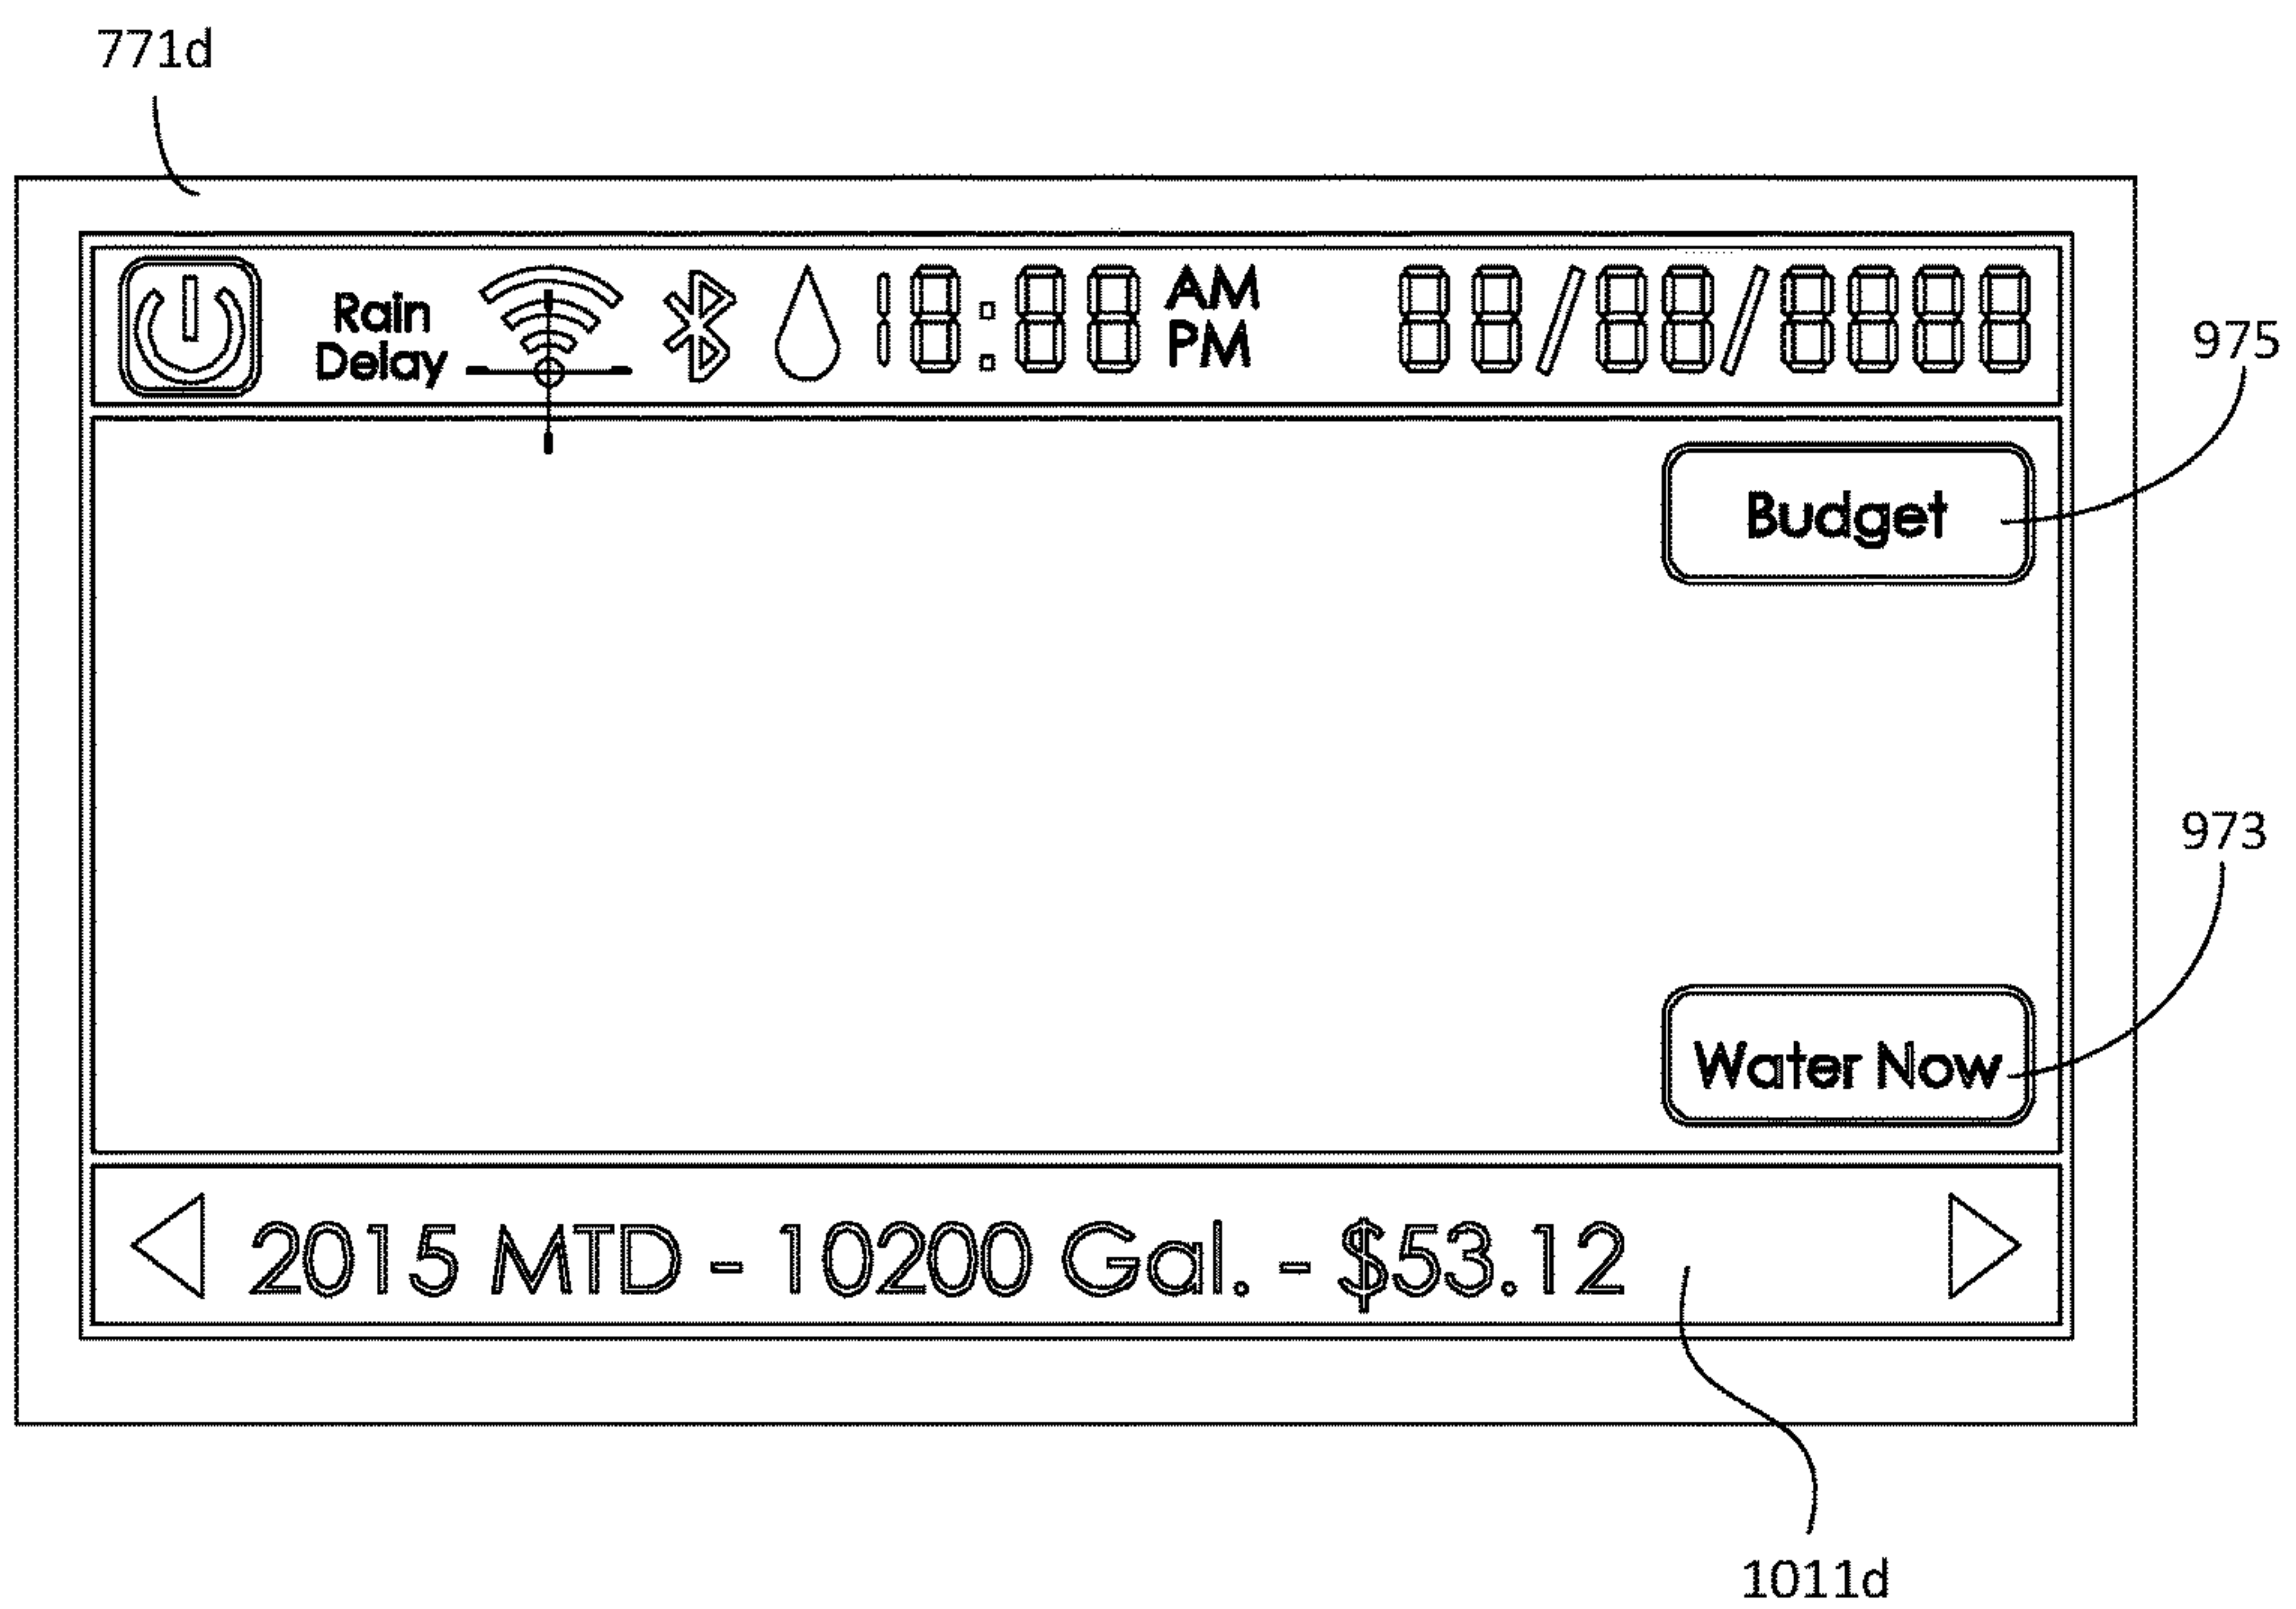 771d
Rain
Delay
18:88 AM
PM
88/88/8888
975
Budget
973
Water Now
2015 MTD - 10200 Gal. - $53.12
1011d